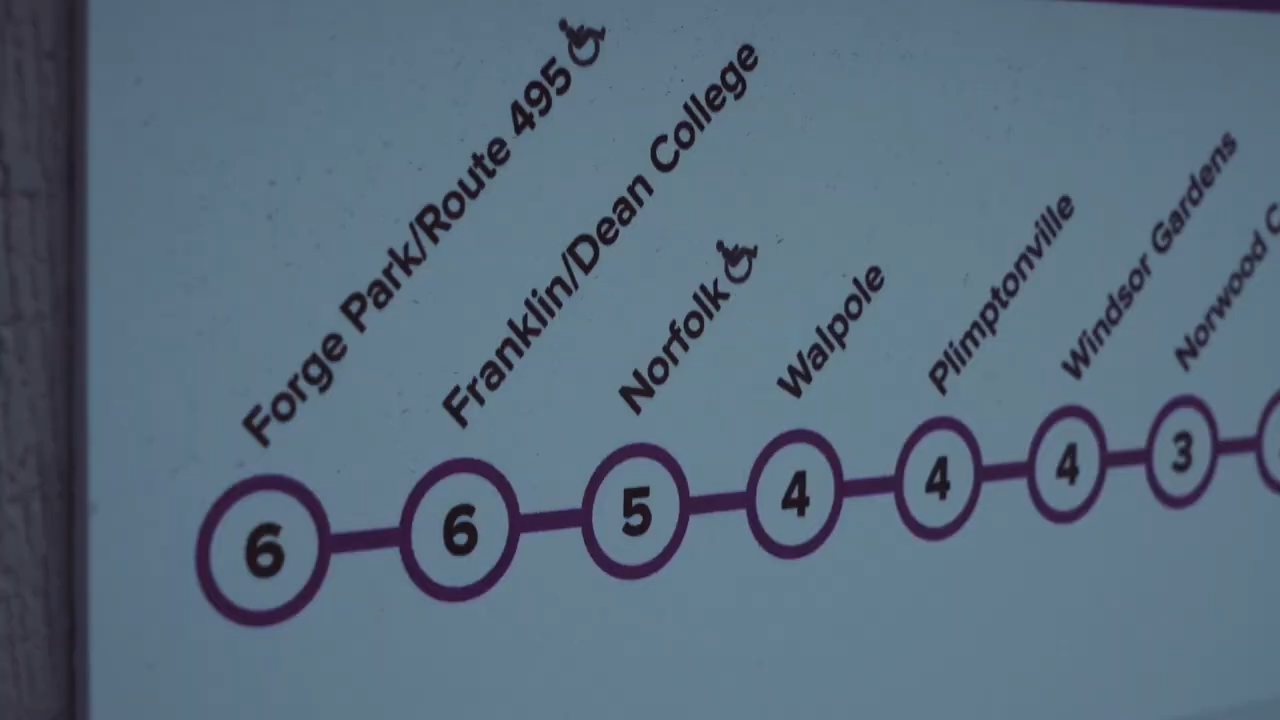 Forge Park/Route 495
Franklin/Dean College
Norfolk
Walpole
Plimptonville
Windsor Gardens
Norwood
6
6
5
4
4
4
3